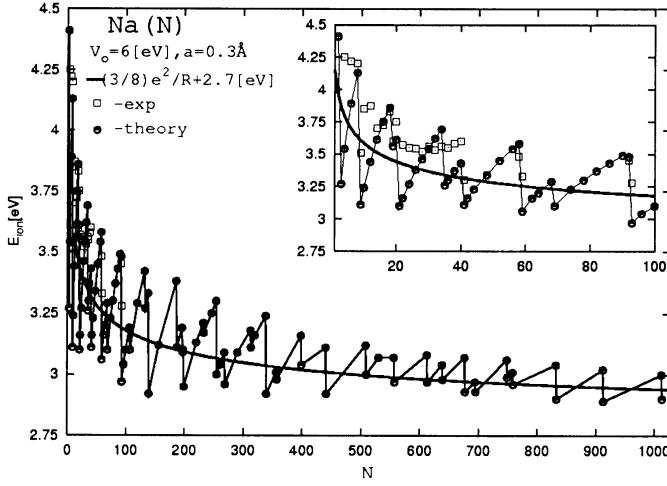 Na(N)
V_o=6[eV],a=0.3Å
(3/8)e^2/R+2.7[eV]
-exp
-theory
E_ion[eV]
4.5
4.25
4
3.75
3.5
3.25
3
2.75
0 100 200 300 400 500 600 700 800 900 1000
N
4.5
4.25
4
3.75
3.5
3.25
3
2.75
20 40 60 80 100